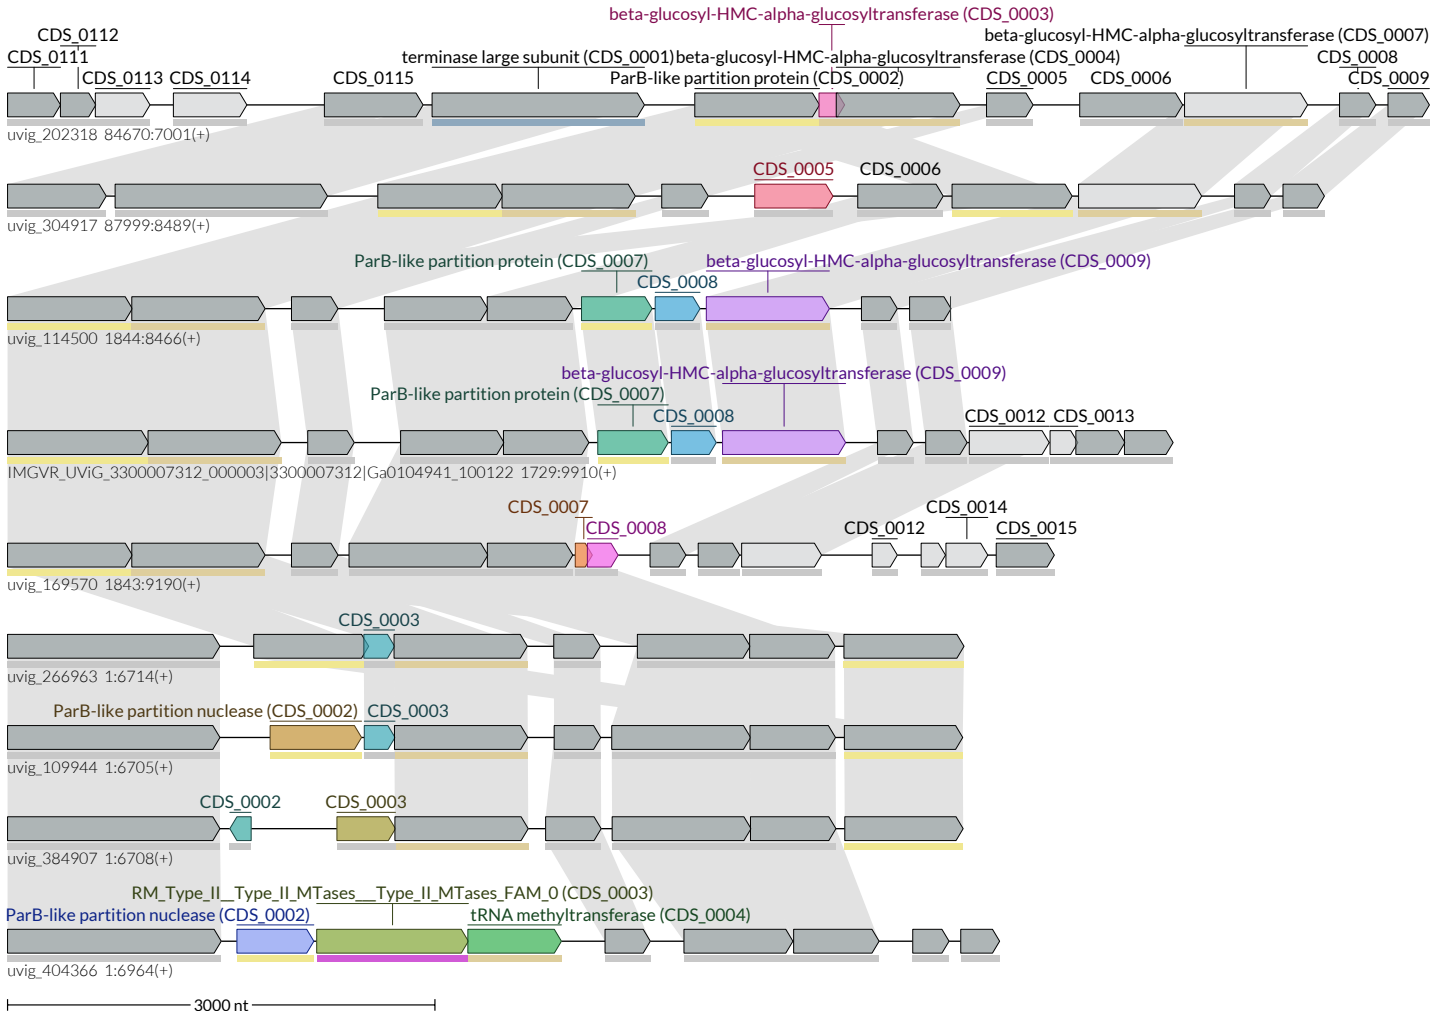 beta-glucosyl-HMC-alpha-glucosyltransferase (CDS_0003)
CDS_0112 beta-glucosyl-HMC-alpha-glucosyltransferase (CDS_0007)
CDS_0111 terminase large subunit (CDS_0001) beta-glucosyl-HMC-alpha-glucosyltransferase (CDS_0004) CDS_0008
CDS_0113 CDS_0114 CDS_0115 ParB-like partition protein (CDS_0002) CDS_0005 CDS_0006 CDS_0009
uvig_202318 84670:7001(+)
CDS_0005 CDS_0006
uvig_304917 87999:8489(+)
ParB-like partition protein (CDS_0007) beta-glucosyl-HMC-alpha-glucosyltransferase (CDS_0009)
CDS_0008
uvig_114500 1844:8466(+)
beta-glucosyl-HMC-alpha-glucosyltransferase (CDS_0009)
ParB-like partition protein (CDS_0007)
CDS_0008 CDS_0012 CDS_0013
IMGVR_UViG_3300007312_000003|3300007312|Ga0104941_100122 1729:9910(+)
CDS_0007 CDS_0014
CDS_0008 CDS_0012 CDS_0015
uvig_169570 1843:9190(+)
CDS_0003
uvig_266963 1:6714(+)
ParB-like partition nuclease (CDS_0002) CDS_0003
uvig_109944 1:6705(+)
CDS_0002 CDS_0003
uvig_384907 1:6708(+)
RM_Type_II__Type_II_MTases___Type_II_MTases_FAM_0 (CDS_0003)
ParB-like partition nuclease (CDS_0002) tRNA methyltransferase (CDS_0004)
uvig_404366 1:6964(+)
3000 nt